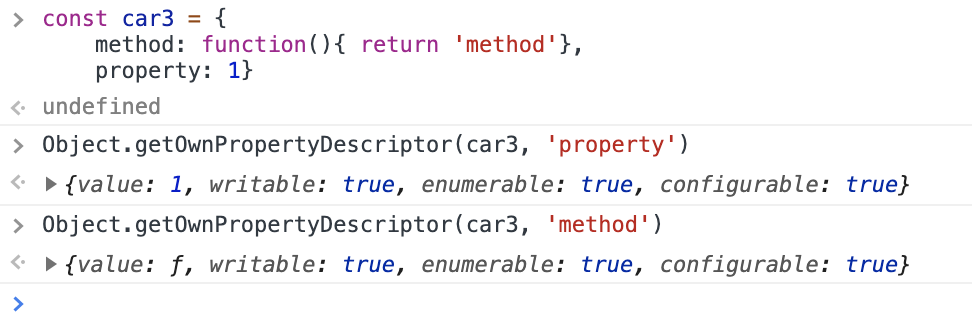 > const car3 = {
method: function(){ return 'method'},
property: 1}
undefined
> Object.getOwnPropertyDescriptor(car3, 'property')
▶{value: 1, writable: true, enumerable: true, configurable: true}
> Object.getOwnPropertyDescriptor(car3, 'method')
▶{value: ƒ, writable: true, enumerable: true, configurable: true}
>